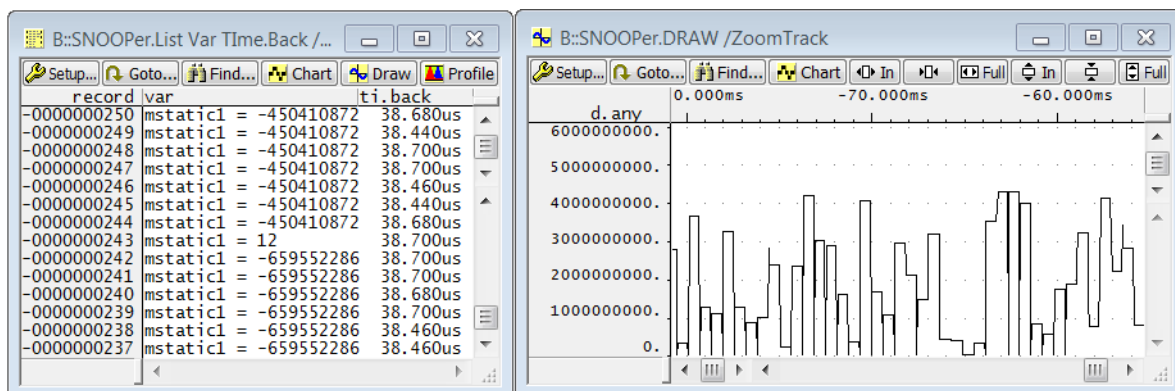 B::SNOOPer.List Var TIme.Back /...
Setup... Goto... Find... Chart Draw Profile
record var ti.back
-0000000250 mstatic1 = -450410872 38.680us
-0000000249 mstatic1 = -450410872 38.440us
-0000000248 mstatic1 = -450410872 38.700us
-0000000247 mstatic1 = -450410872 38.700us
-0000000246 mstatic1 = -450410872 38.460us
-0000000245 mstatic1 = -450410872 38.440us
-0000000244 mstatic1 = -450410872 38.680us
-0000000243 mstatic1 = 12 38.700us
-0000000242 mstatic1 = -659552286 38.700us
-0000000241 mstatic1 = -659552286 38.700us
-0000000240 mstatic1 = -659552286 38.680us
-0000000239 mstatic1 = -659552286 38.700us
-0000000238 mstatic1 = -659552286 38.460us
-0000000237 mstatic1 = -659552286 38.460us
B::SNOOPer.DRAW /ZoomTrack
Setup... Goto... Find... Chart In Full In Full
0.000ms -70.000ms -60.000ms
d.any
6000000000.
5000000000.
4000000000.
3000000000.
2000000000.
1000000000.
0.